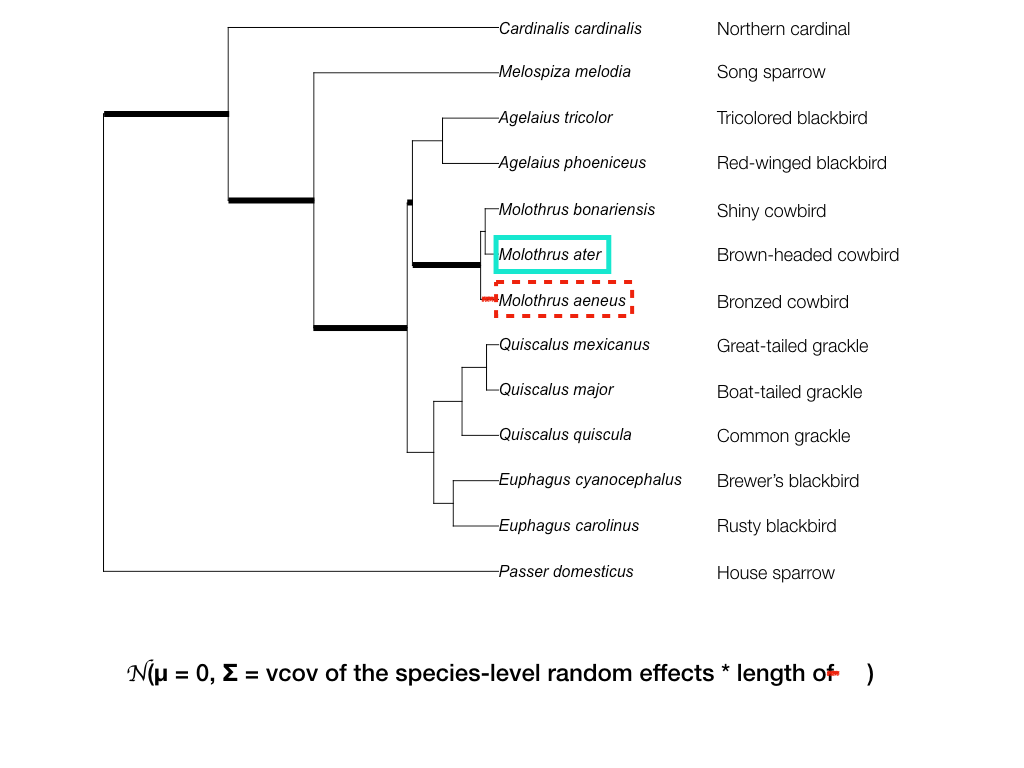 Cardinalis cardinalis Northern cardinal
Melospiza melodia Song sparrow
Agelaius tricolor Tricolored blackbird
Agelaius phoeniceus Red-winged blackbird
Molothrus bonariensis Shiny cowbird
Molothrus ater Brown-headed cowbird
Molothrus aeneus Bronzed cowbird
Quiscalus mexicanus Great-tailed grackle
Quiscalus major Boat-tailed grackle
Quiscalus quiscula Common grackle
Euphagus cyanocephalus Brewer’s blackbird
Euphagus carolinus Rusty blackbird
Passer domesticus House sparrow
𝒩(μ = 0, Σ = vcov of the species-level random effects * length of )